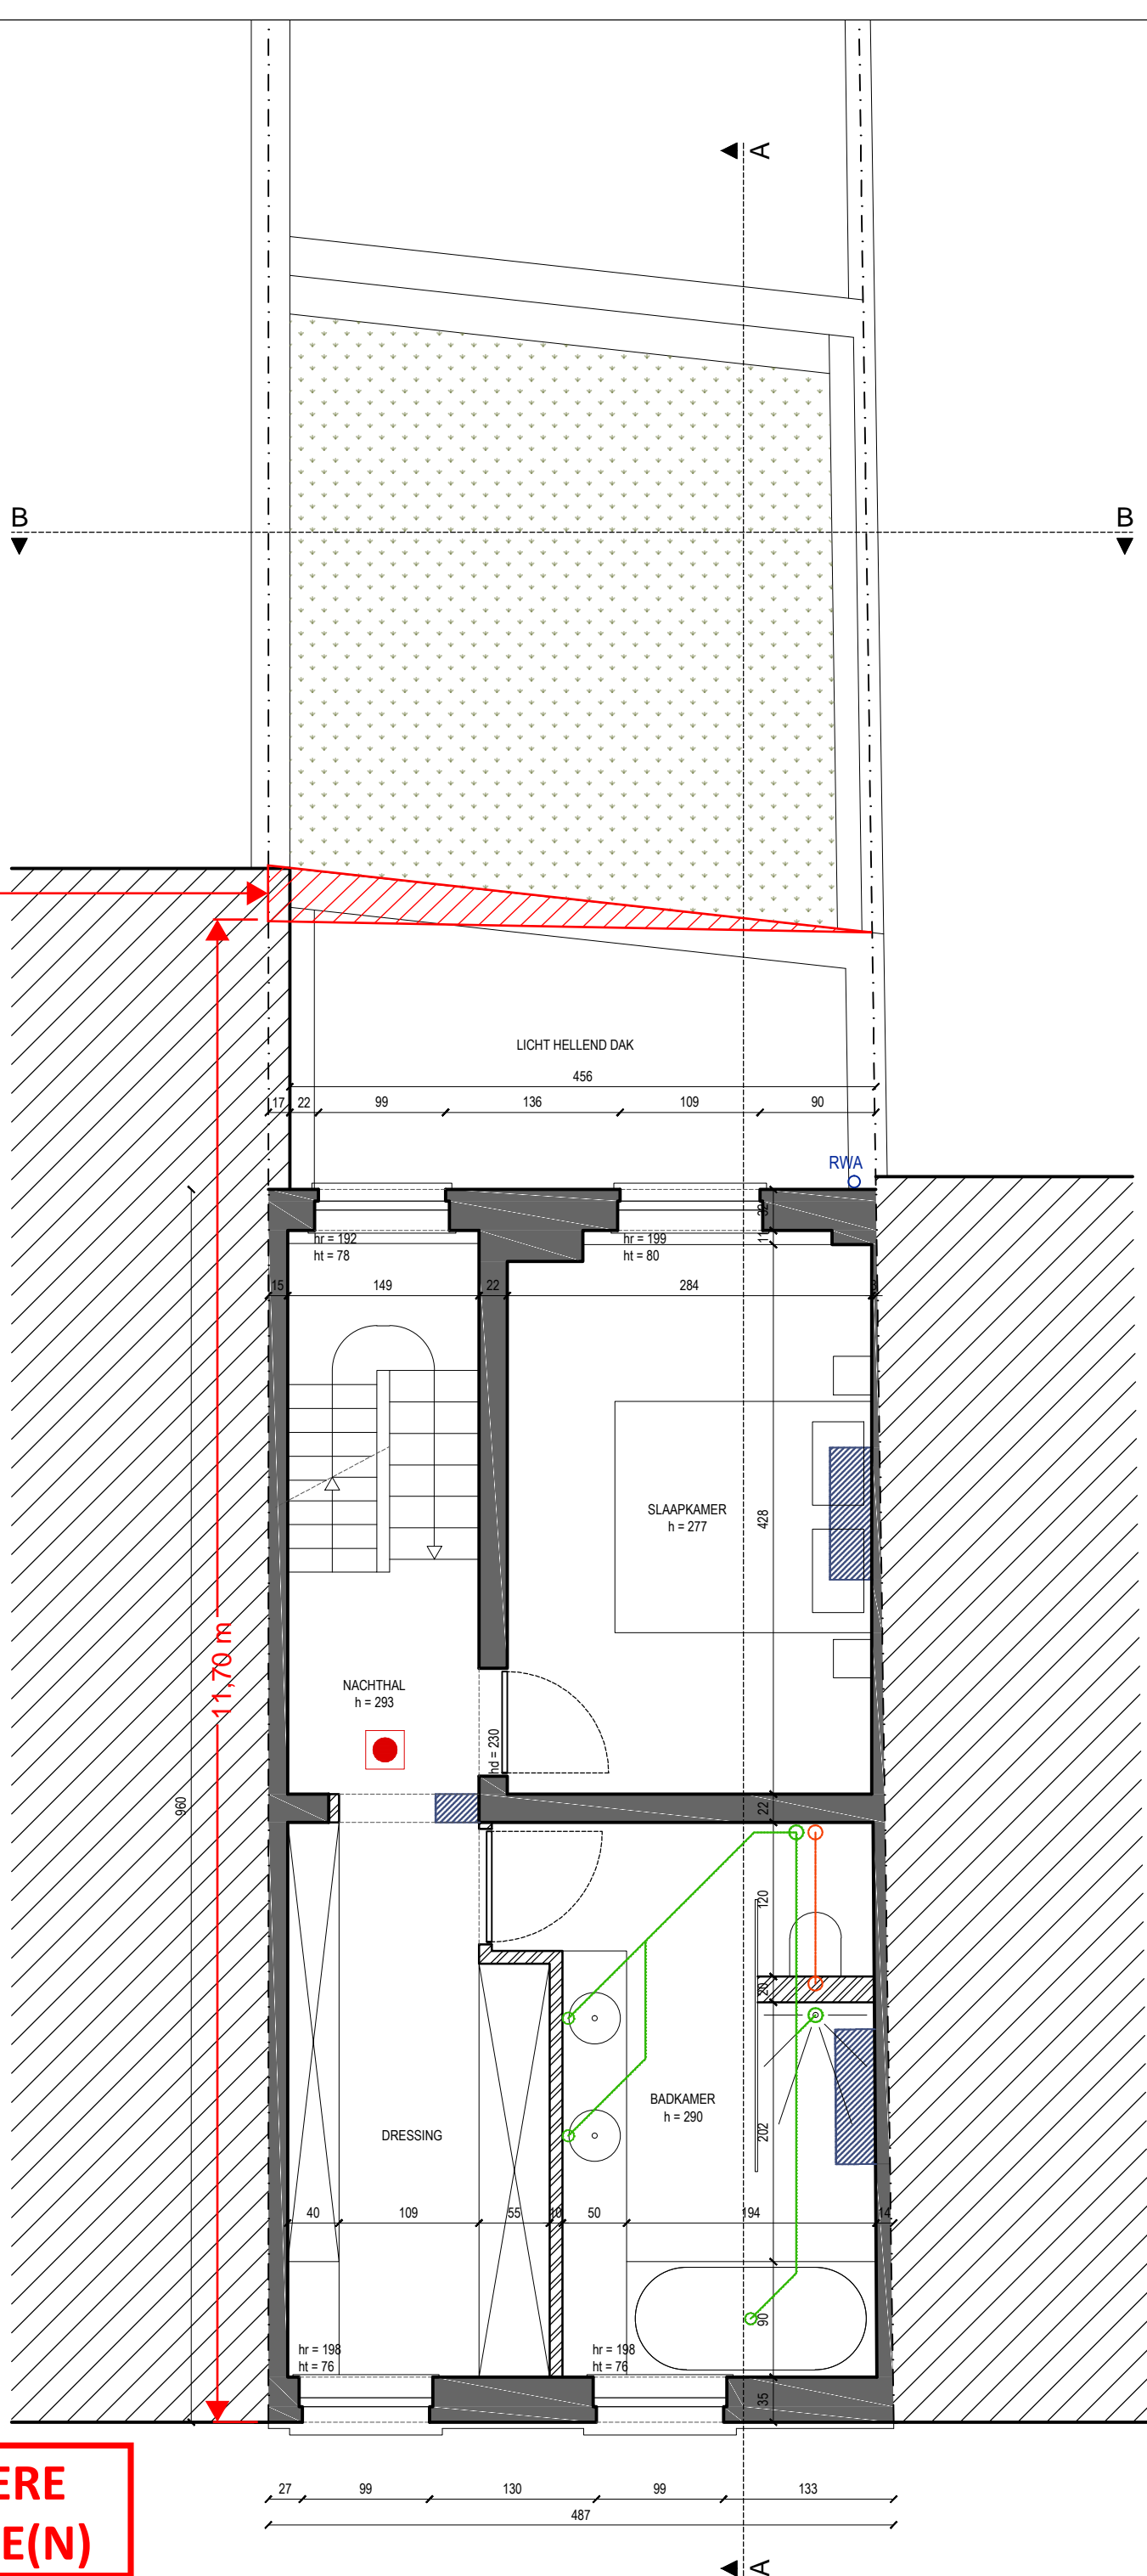 A
B
B
LICHT HELLEND DAK
456
17 22 99 136 109 90
RWA
32
11
hr = 192
ht = 78
hr = 199
ht = 80
15 149 22 284
SLAAPKAMER
h = 277
428
11,70 m
NACHTHAL
h = 293
hd = 230
960
22
120
20
BADKAMER
h = 290
202
DRESSING
40 109 55 10 50 194 14
90
hr = 198
ht = 76
hr = 198
ht = 76
35
ERE
E(N)
27 99 130 99 133
487
A